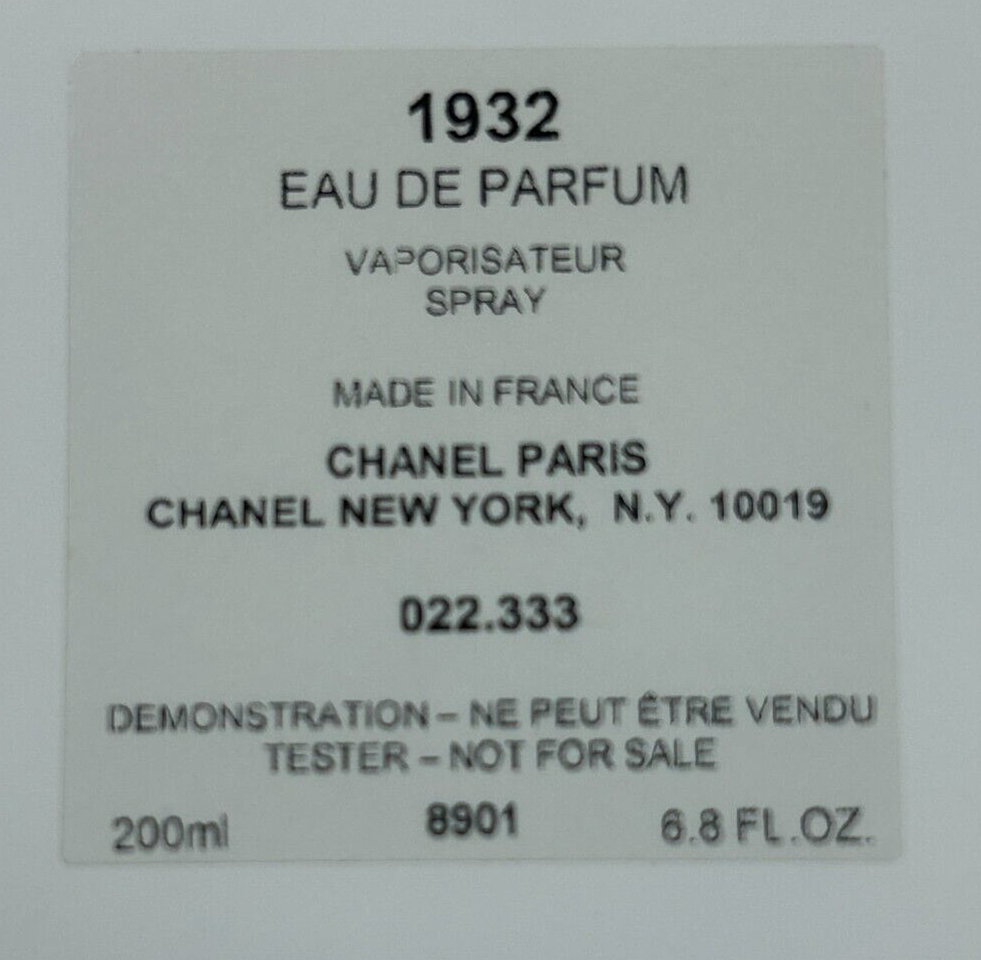 1932
EAU DE PARFUM
VAPORISATEUR
SPRAY
MADE IN FRANCE
CHANEL PARIS
CHANEL NEW YORK, N.Y. 10019
022.333
DEMONSTRATION – NE PEUT ÊTRE VENDU
TESTER – NOT FOR SALE
200ml 8901 6.8 FL.OZ.